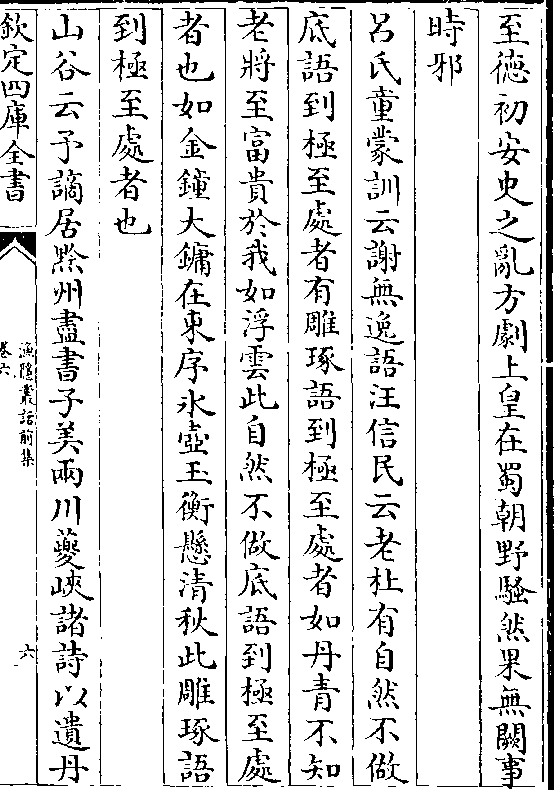 至德初安史之亂方劇上皇在蜀朝野騷然果無闕事
時邪
呂氏童蒙訓云謝無逸語汪信民云老杜有自然不做
底語到極至處者有雕琢語到極至處者如丹青不知
老將至富貴於我如浮雲此自然不做底語到極至處
者也如金鐘大鏞在東序氷壺玉衡懸清秋此雕琢語
到極至處者也
山谷云予謫居黔州盡書子美兩川夔峽諸詩以遺丹
欽定四庫全書
漁隱叢話前集
卷六
六